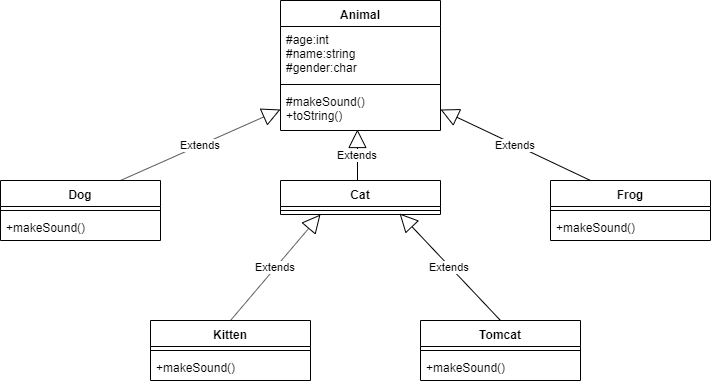 Animal
#age:int
#name:string
#gender:char
#makeSound()
+toString()
Extends
Extends
Extends
Dog
Cat
Frog
+makeSound()
+makeSound()
Extends
Extends
Kitten
Tomcat
+makeSound()
+makeSound()